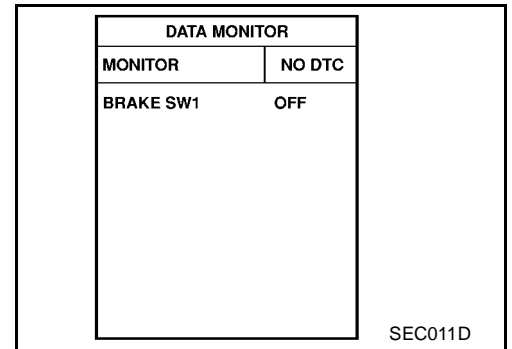 DATA MONITOR
MONITOR NO DTC
BRAKE SW1 OFF
SEC011D